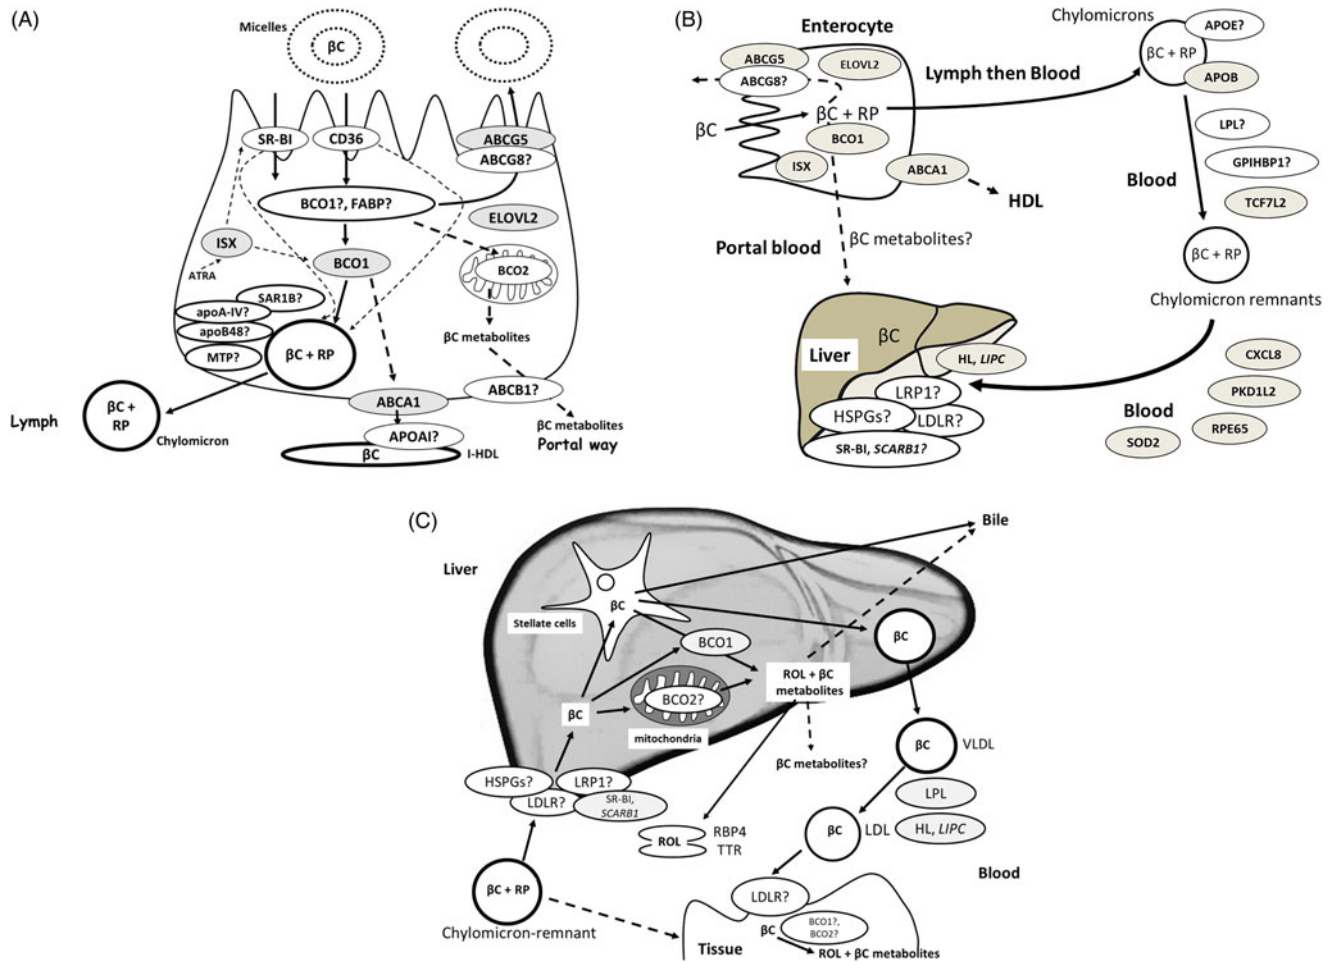 (A)
Micelles
βC
SR-BI
CD36
ABCG5
ABCG8?
BCO1?, FABP?
ELOVL2
ISX
BCO1
BCO2
ATRA
SAR1B?
apoA-IV?
apoB48?
MTP?
βC + RP
βC metabolites
ABCB1?
ABCA1
βC +
RP
Lymph
Chylomicron
APOAI?
βC
I-HDL
βC metabolites
Portal way
(B)
Enterocyte
Chylomicrons
APOE?
βC + RP
APOB
ABCG5
ABCG8?
ELOVL2
Lymph then Blood
βC
βC + RP
BCO1
ISX
ABCA1
HDL
LPL?
GPIHBP1?
Blood
TCF7L2
Portal blood
βC metabolites?
βC + RP
Chylomicron remnants
βC
Liver
HL, LIPC
LRP1?
HSPGs?
LDLR?
SR-BI, SCARB1?
CXCL8
PKD1L2
Blood
RPE65
SOD2
(C)
Bile
Liver
βC
Stellate cells
BCO1
βC
ROL + βC
metabolites
BCO2?
βC
mitochondria
βC
VLDL
βC metabolites?
HSPGs?
LRP1?
LDLR?
SR-BI,
SCARB1
LPL
ROL
RBP4
TTR
βC
LDL
HL, LIPC
Blood
βC + RP
LDLR?
Chylomicron-remnant
BCO1?,
BCO2?
βC
Tissue
ROL + βC metabolites